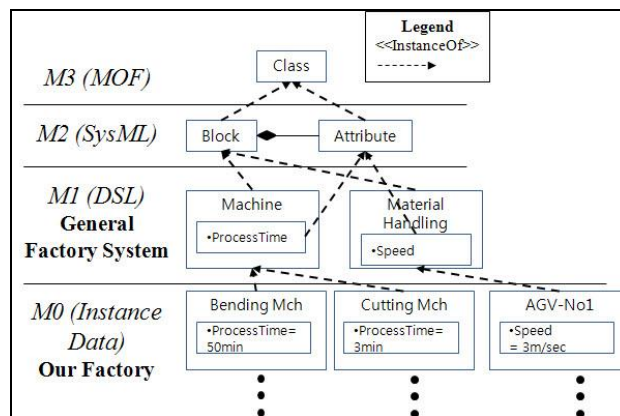 Legend
<<InstanceOf>>
M3 (MOF)
Class
M2 (SysML)
Block
Attribute
M1 (DSL)
General
Factory System
Machine
•ProcessTime
Material
Handling
•Speed
M0 (Instance
Data)
Our Factory
Bending Mch
•ProcessTime=
50min
Cutting Mch
•ProcessTime=
3min
AGV-No1
•Speed
= 3m/sec